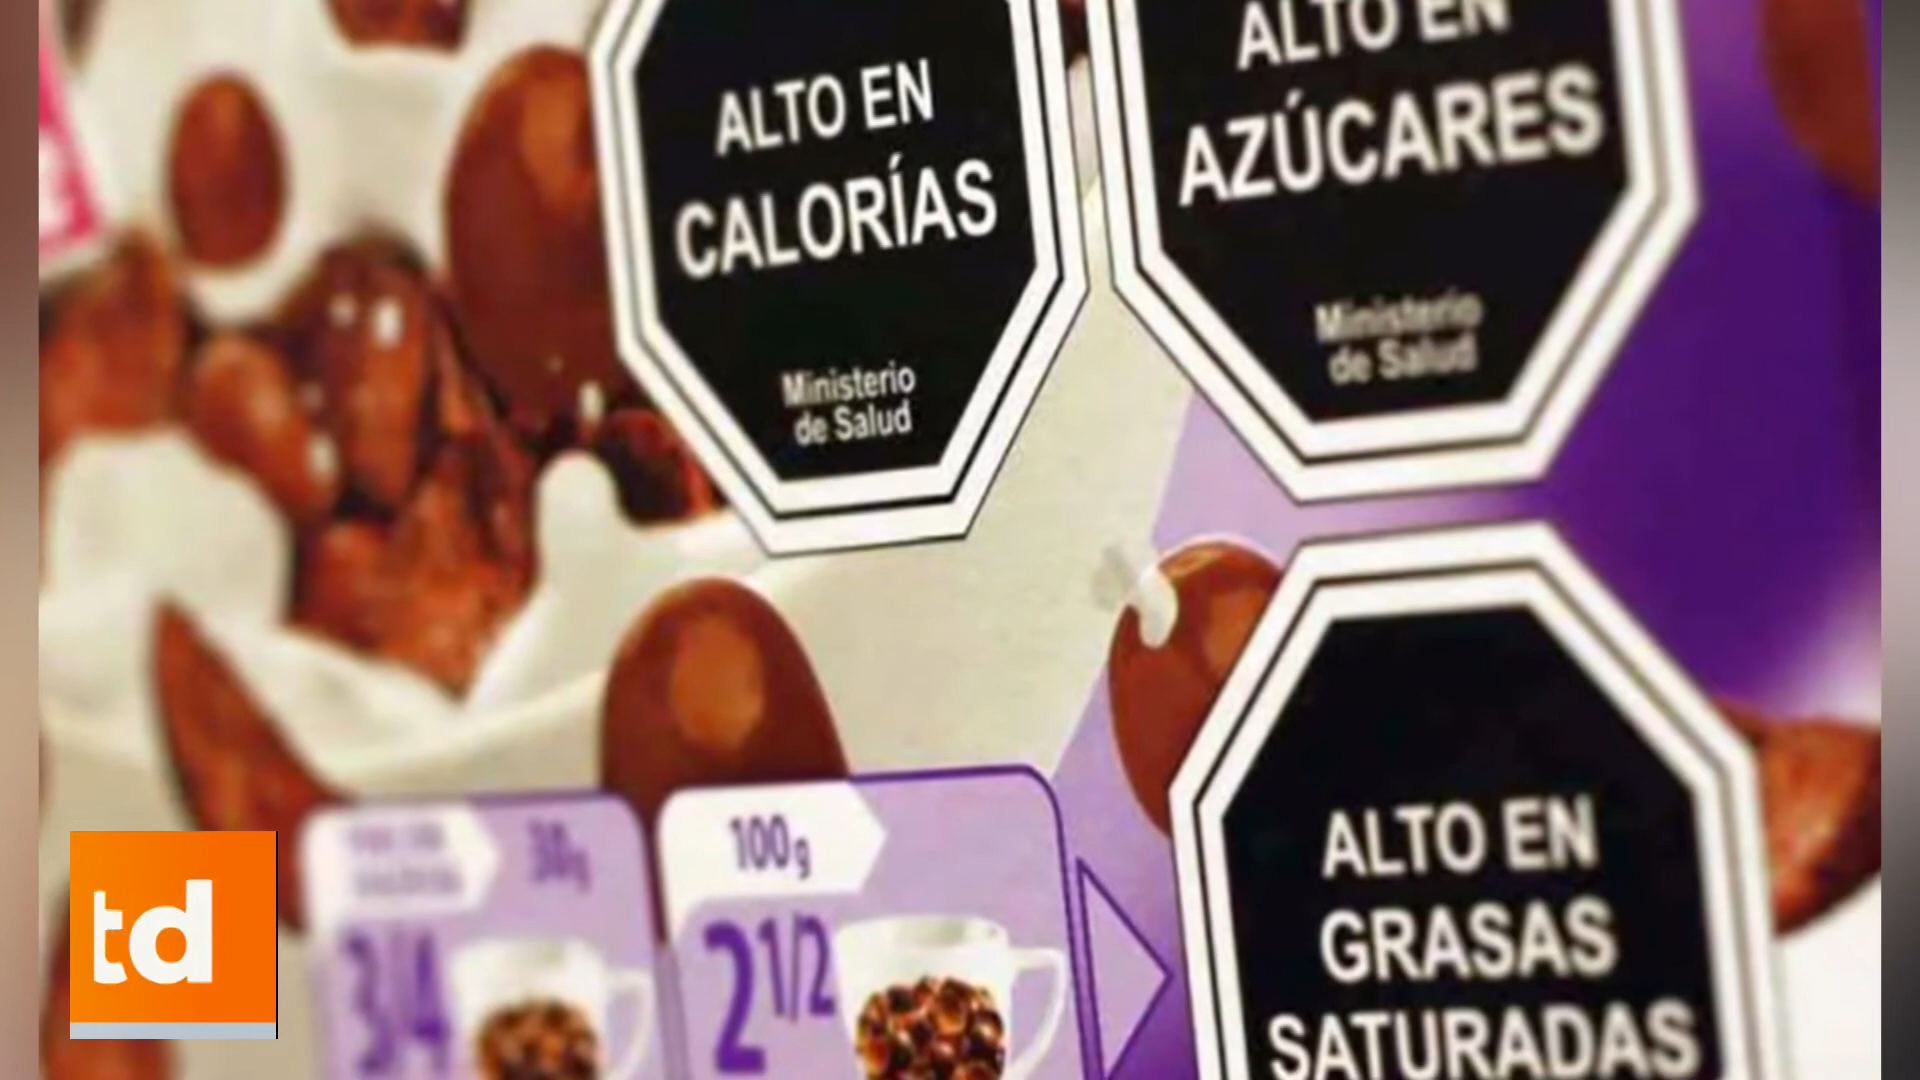 ALTO EN
CALORÍAS
Ministerio
de Salud
ALTO EN
AZÚCARES
Ministerio
de Salud
ALTO EN
GRASAS
SATURADAS
30g
3/4
100g
2 1/2
td